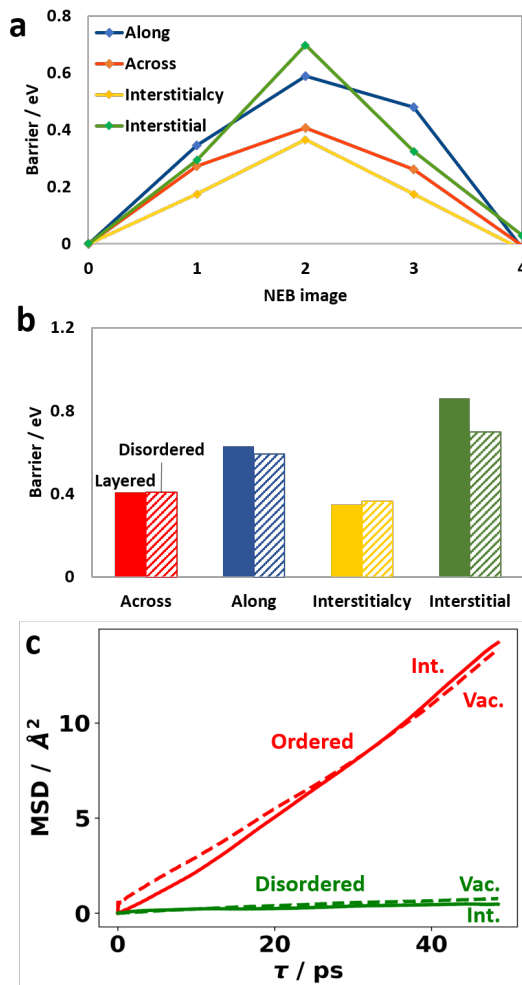 a
0.8
0.6
0.4
0.2
0
Barrier / eV
Along
Across
Interstitialcy
Interstitial
0 1 2 3 4
NEB image
b
1.2
0.8
0.4
0
Barrier / eV
Disordered
Layered
Across Along Interstitialcy Interstitial
c
Int.
Vac.
Ordered
10
5
0
MSD / Å²
Disordered
Vac.
Int.
0 20 40
τ / ps